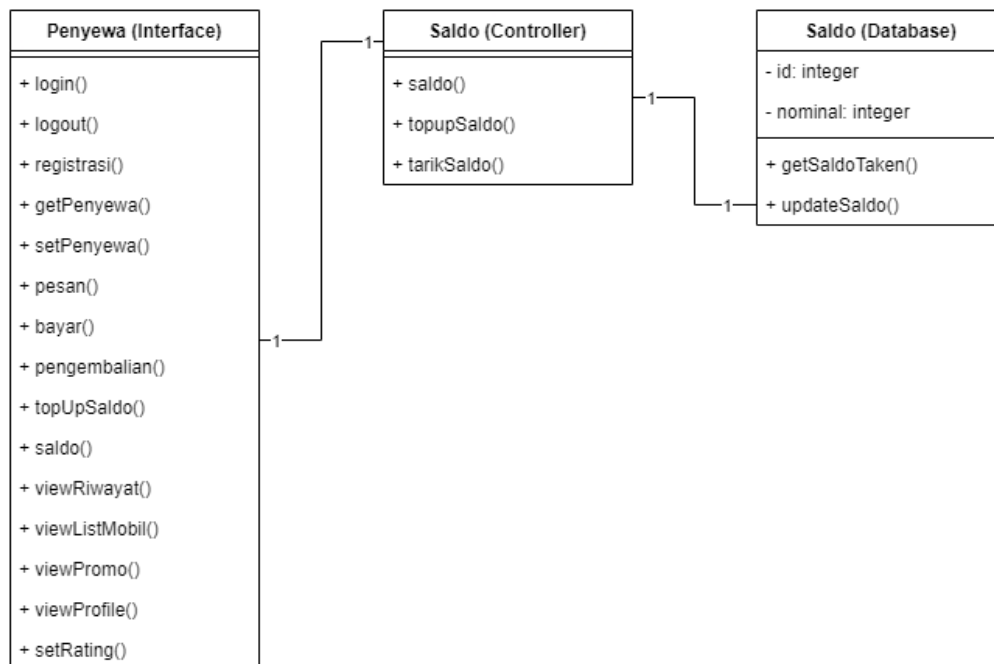 Penyewa (Interface)
+ login()
+ logout()
+ registrasi()
+ getPenyewa()
+ setPenyewa()
+ pesan()
+ bayar()
+ pengembalian()
+ topUpSaldo()
+ saldo()
+ viewRiwayat()
+ viewListMobil()
+ viewPromo()
+ viewProfile()
+ setRating()
1
1
Saldo (Controller)
+ saldo()
+ topupSaldo()
+ tarikSaldo()
1
1
Saldo (Database)
- id: integer
- nominal: integer
+ getSaldoTaken()
+ updateSaldo()